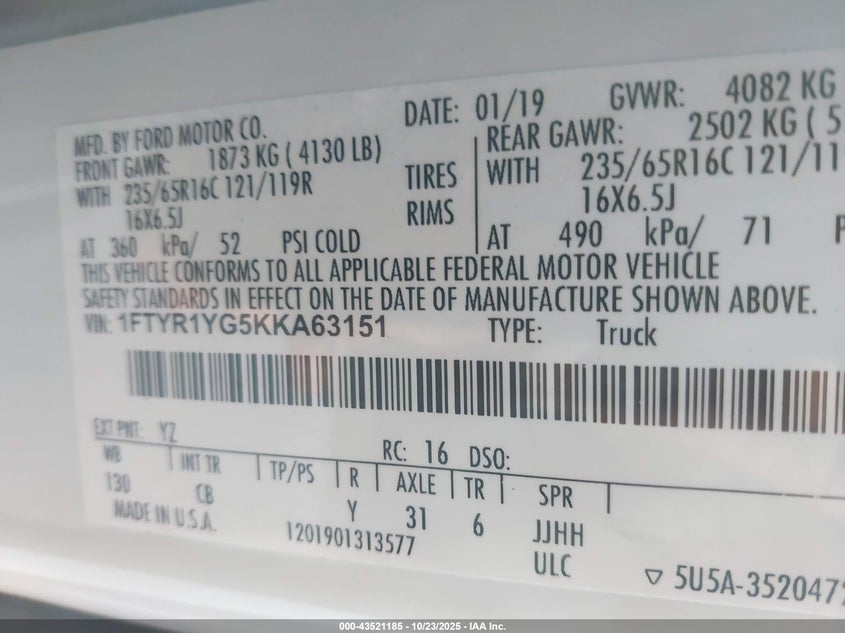 DATE: 01/19 GVWR: 4082 KG
MFD. BY FORD MOTOR CO.
FRONT GAWR: 1873 KG ( 4130 LB) REAR GAWR: 2502 KG ( 5
WITH 235/65R16C 121/119R TIRES WITH 235/65R16C 121/11
16X6.5J RIMS 16X6.5J
AT 360 kPa/ 52 PSI COLD AT 490 kPa/ 71 P
THIS VEHICLE CONFORMS TO ALL APPLICABLE FEDERAL MOTOR VEHICLE
SAFETY STANDARDS IN EFFECT ON THE DATE OF MANUFACTURE SHOWN ABOVE.
VIN: 1FTYR1YG5KKA63151 TYPE: Truck
EXT PNT: YZ RC: 16 DSO:
WB INT TR TP/PS R AXLE TR SPR
130 CB Y 31 6 JJHH
MADE IN U.S.A. 1201901313577 ULC
▽ 5U5A-3520472
000-43521185 - 10/23/2025 - IAA Inc.